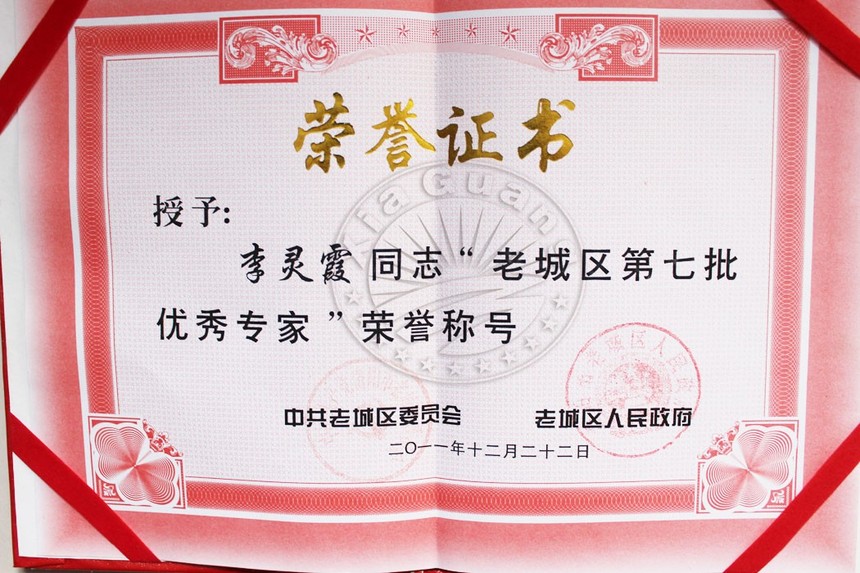 荣誉证书
授予:
李灵霞同志“老城区第七批
优秀专家”荣誉称号
Xia Guang
中共老城区委员会 老城区人民政府
二〇一一年十二月二十二日